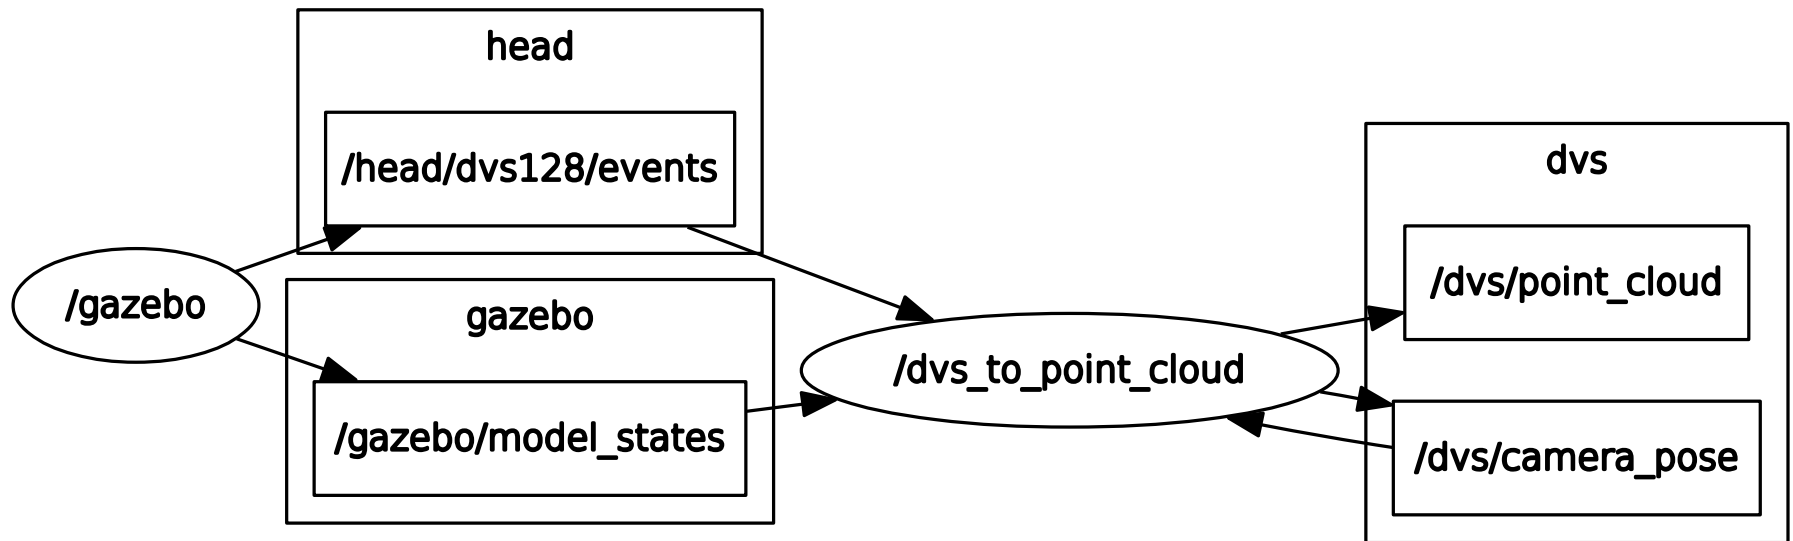 head
/head/dvs128/events
/gazebo
gazebo
/gazebo/model_states
/dvs_to_point_cloud
dvs
/dvs/point_cloud
/dvs/camera_pose